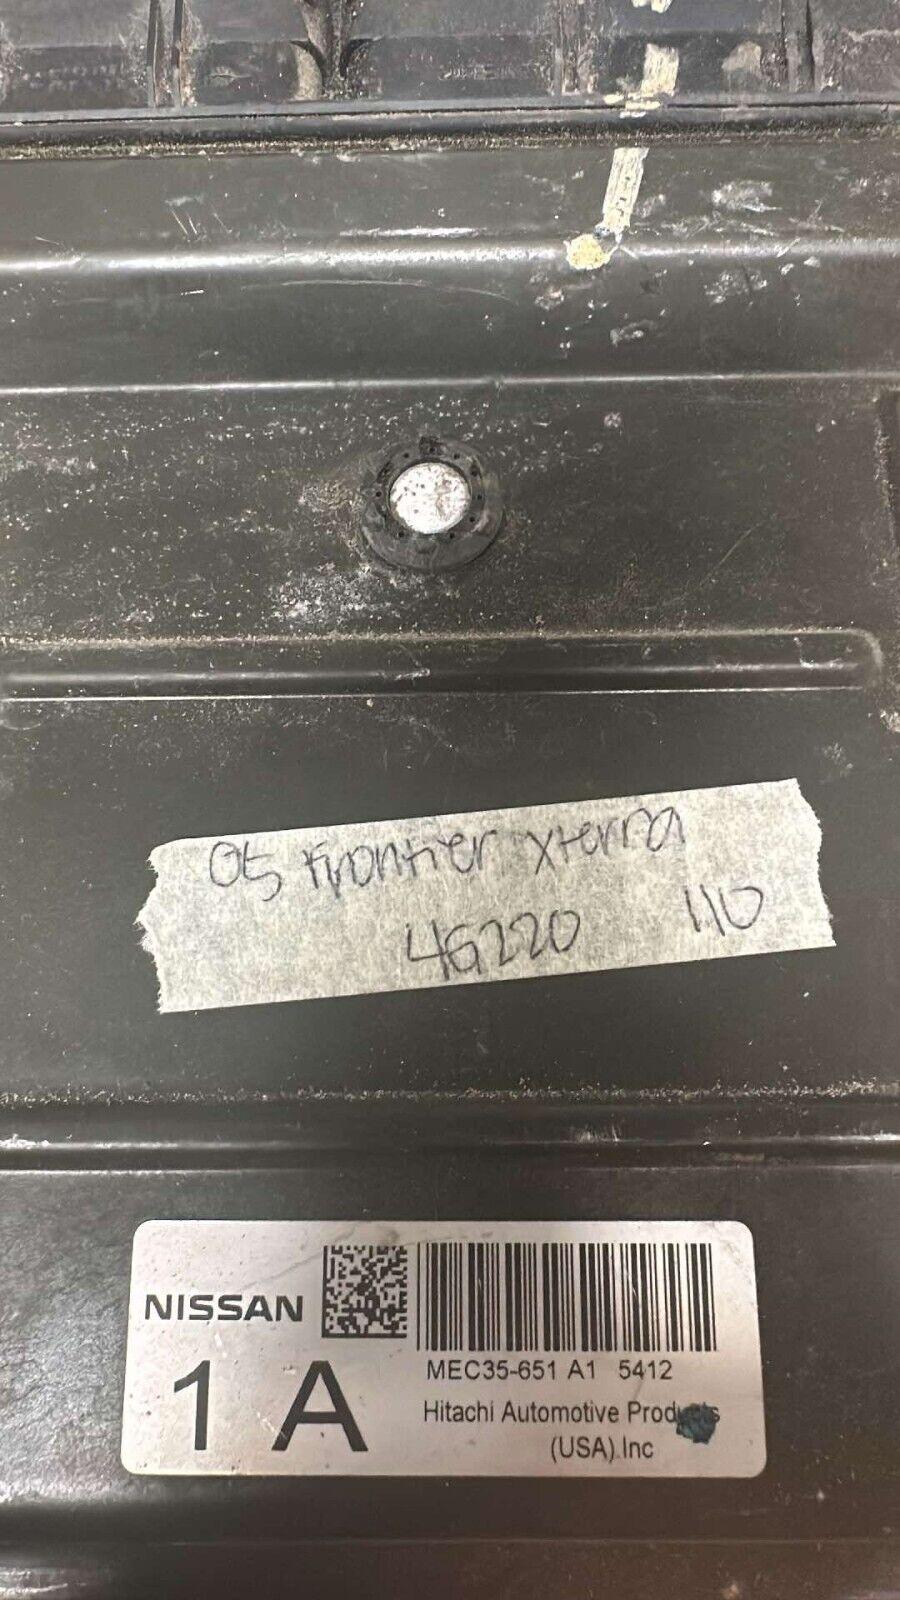 05 Frontier Xterra
4G220 110
NISSAN
1 A
MEC35-651 A1 5412
Hitachi Automotive Products
(USA).Inc